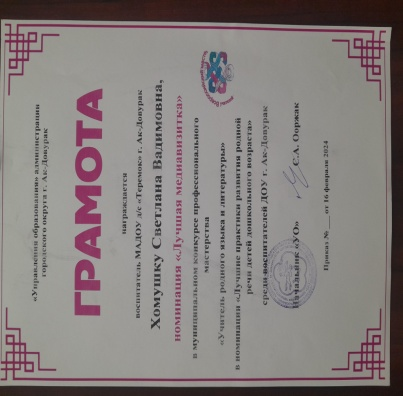 «Управления образования» администрации
городского округа г. Ак-Довурак
ГРАМОТА
награждается
воспитатель МАДОУ д/с «Теремок» г. Ак-Довурак
Хомушку Светлана Вадимовна,
номинация «Лучшая медиавизитка»
в муниципальном конкурсе профессионального
мастерства
«Учитель родного языка и литературы»
в номинации «Лучшие практики развития родной
речи детей дошкольного возраста»
среди воспитателей ДОУ г. Ак-Довурак
Начальник «УО» С.А. Ооржак
Приказ № ___ от 16 февраля 2024